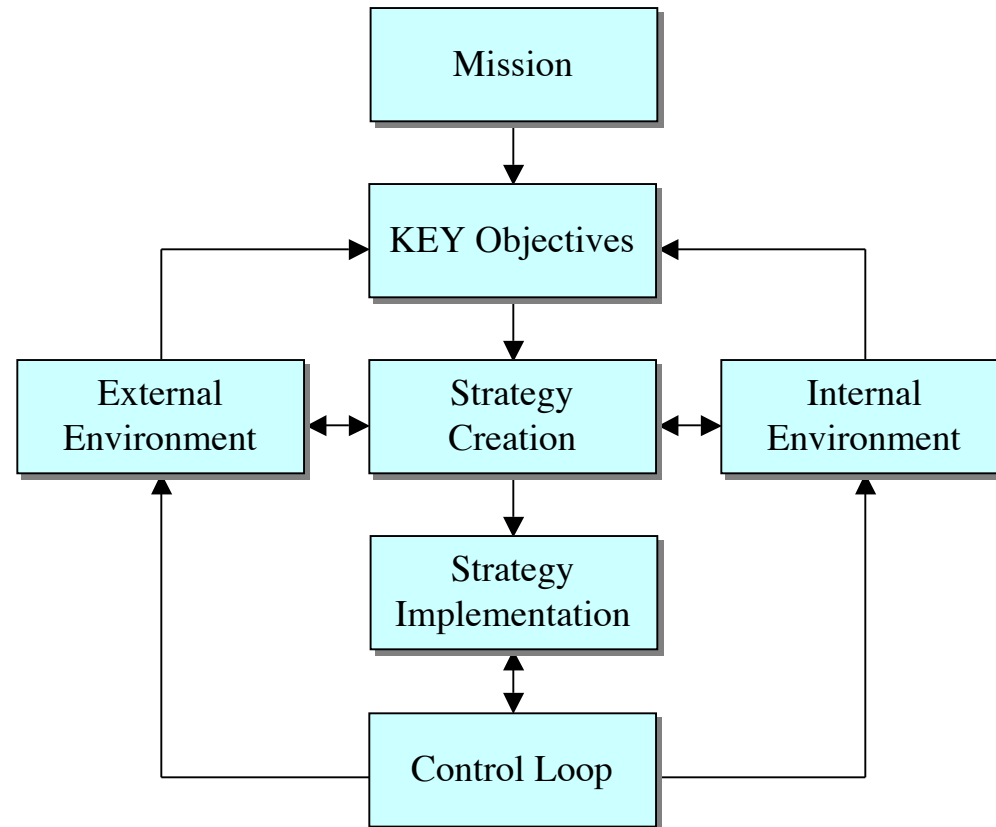 Mission
KEY Objectives
External
Environment
Strategy
Creation
Internal
Environment
Strategy
Implementation
Control Loop